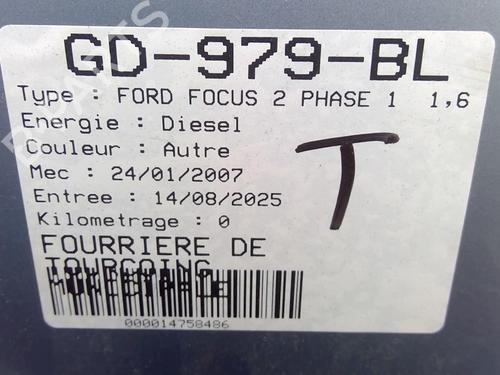 GD-979-BL
Type : FORD FOCUS 2 PHASE 1 1,6
Energie : Diesel
Couleur : Autre
Mec : 24/01/2007
Entree : 14/08/2025
Kilometrage : 0
T
FOURRIERE DE
TOURCOING
000014758486